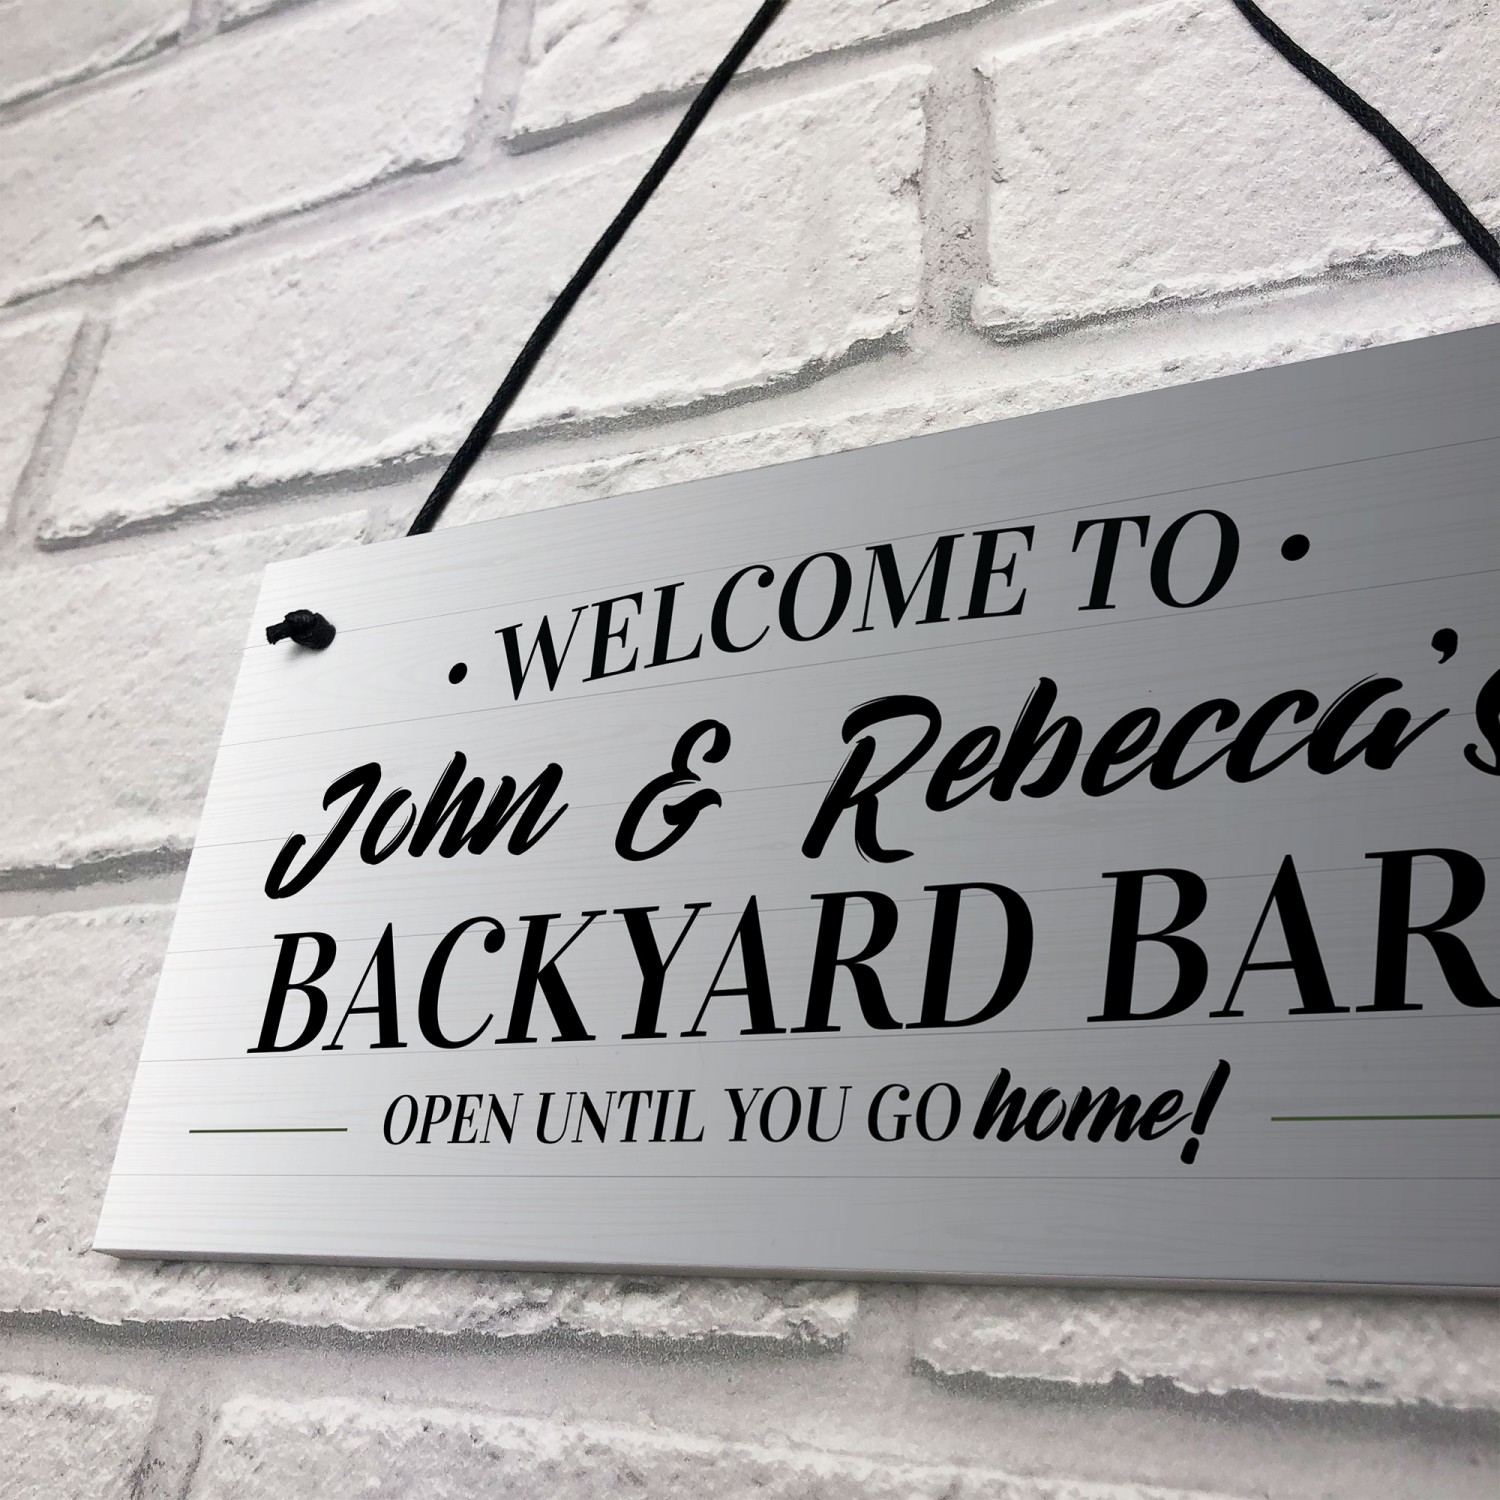 • WELCOME TO •
John & Rebecca's
BACKYARD BAR
OPEN UNTIL YOU GO home!